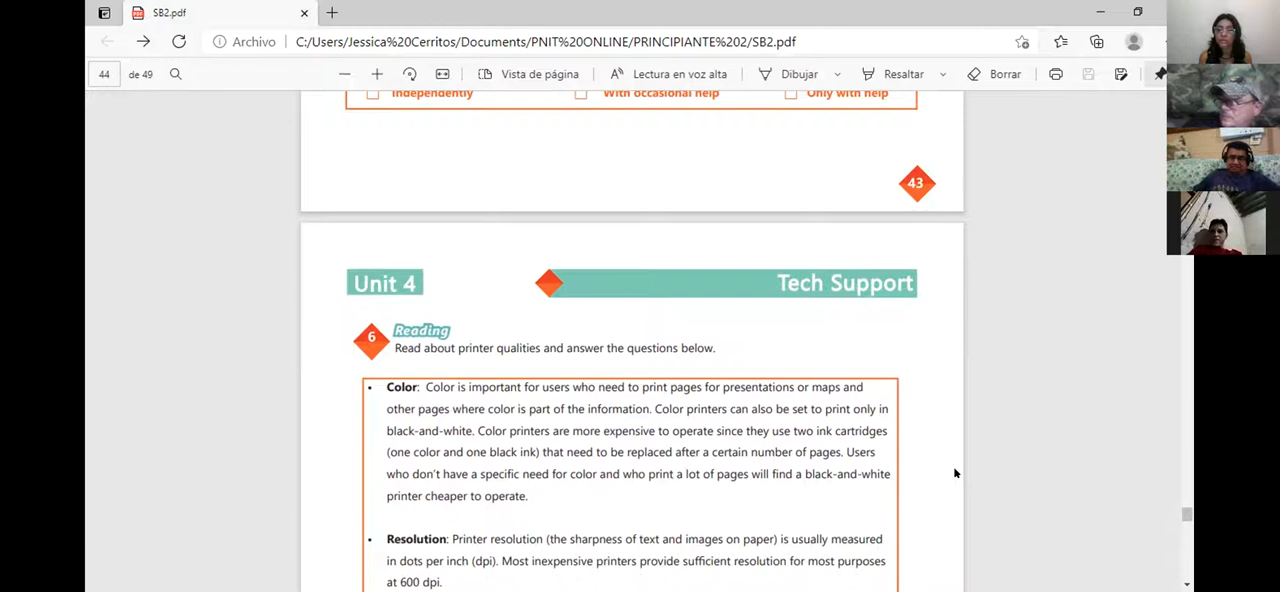 SB2.pdf
Archivo C:/Users/Jessica%20Cerritos/Documents/PNIT%20ONLINE/PRINCIPIANTE%202/SB2.pdf
44 de 49 Vista de página Lectura en voz alta Dibujar Resaltar Borrar
Independently With occasional help Only with help
43
Unit 4 Tech Support
6 Reading
Read about printer qualities and answer the questions below.
• Color: Color is important for users who need to print pages for presentations or maps and
other pages where color is part of the information. Color printers can also be set to print only in
black-and-white. Color printers are more expensive to operate since they use two ink cartridges
(one color and one black ink) that need to be replaced after a certain number of pages. Users
who don't have a specific need for color and who print a lot of pages will find a black-and-white
printer cheaper to operate.
• Resolution: Printer resolution (the sharpness of text and images on paper) is usually measured
in dots per inch (dpi). Most inexpensive printers provide sufficient resolution for most purposes
at 600 dpi.